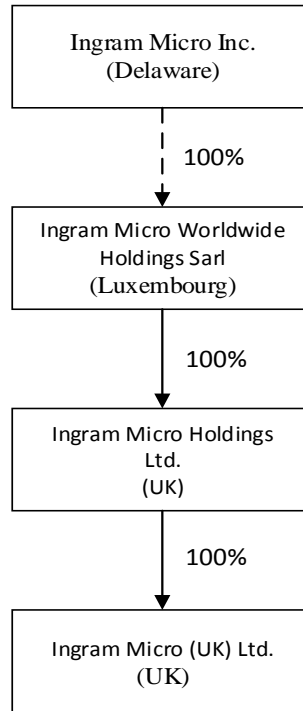 Ingram Micro Inc.
(Delaware)
100%
Ingram Micro Worldwide
Holdings Sarl
(Luxembourg)
100%
Ingram Micro Holdings
Ltd.
(UK)
100%
Ingram Micro (UK) Ltd.
(UK)